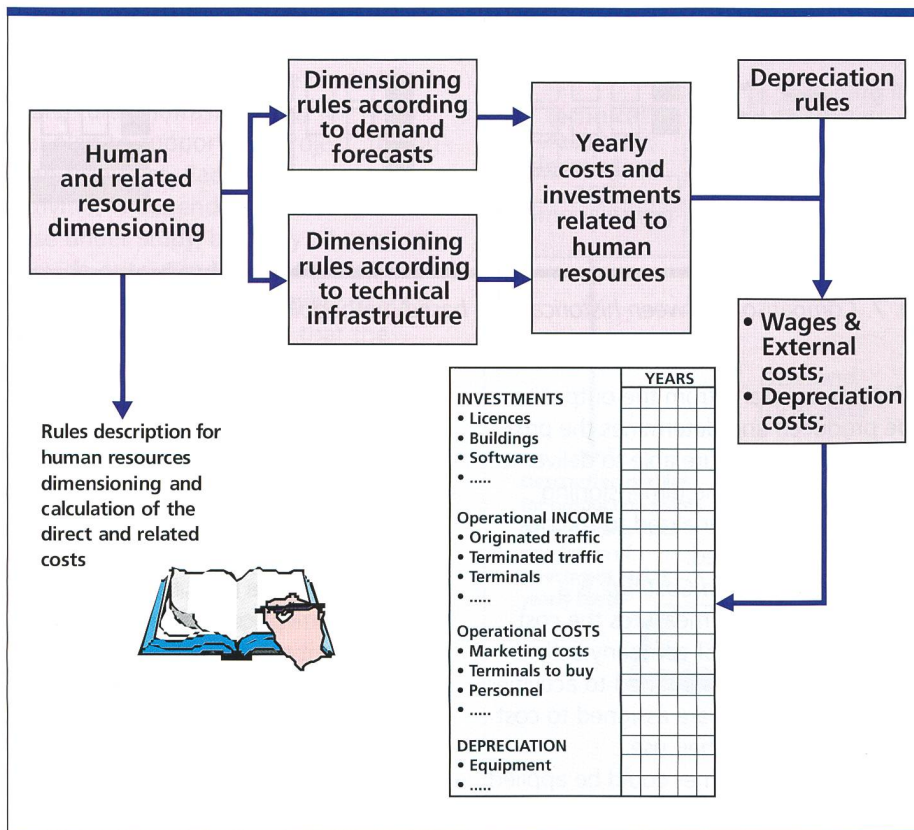 Human
and related
resource
dimensioning
Dimensioning
rules according
to demand
forecasts
Dimensioning
rules according
to technical
infrastructure
Yearly
costs and
investments
related to
human
resources
Depreciation
rules
• Wages &
External
costs;
• Depreciation
costs;
Rules description for
human resources
dimensioning and
calculation of the
direct and related
costs
YEARS
INVESTMENTS
• Licences
• Buildings
• Software
• .....
Operational INCOME
• Originated traffic
• Terminated traffic
• Terminals
• .....
Operational COSTS
• Marketing costs
• Terminals to buy
• Personnel
• .....
DEPRECIATION
• Equipment
• .....